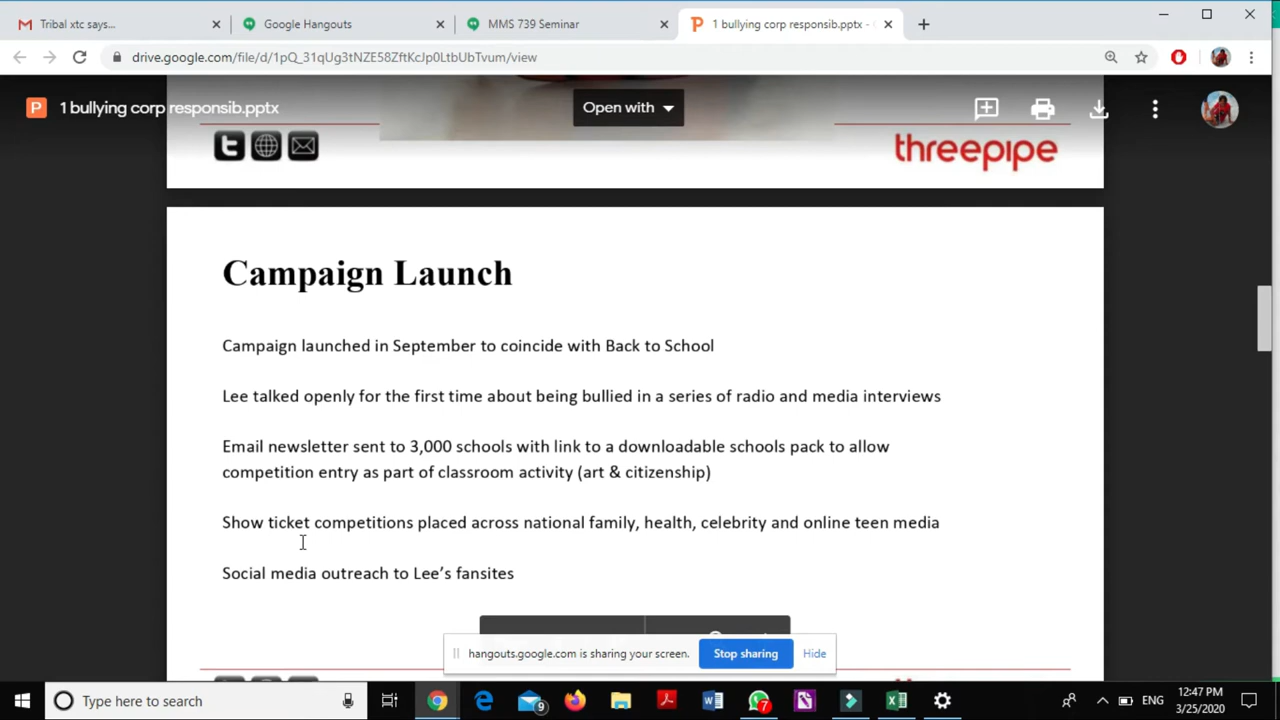 Tribal xtc says...
Google Hangouts
MMS 739 Seminar
1 bullying corp responsib.pptx -
drive.google.com/file/d/1pQ_31qUg3tNZE58ZftKcJp0LtbUbTvum/view
P 1 bullying corp responsib.pptx
Open with
threepipe
Campaign Launch
Campaign launched in September to coincide with Back to School
Lee talked openly for the first time about being bullied in a series of radio and media interviews
Email newsletter sent to 3,000 schools with link to a downloadable schools pack to allow
competition entry as part of classroom activity (art & citizenship)
Show ticket competitions placed across national family, health, celebrity and online teen media
Social media outreach to Lee's fansites
hangouts.google.com is sharing your screen.
Stop sharing
Hide
Type here to search
9
7
ENG
12:47 PM
3/25/2020